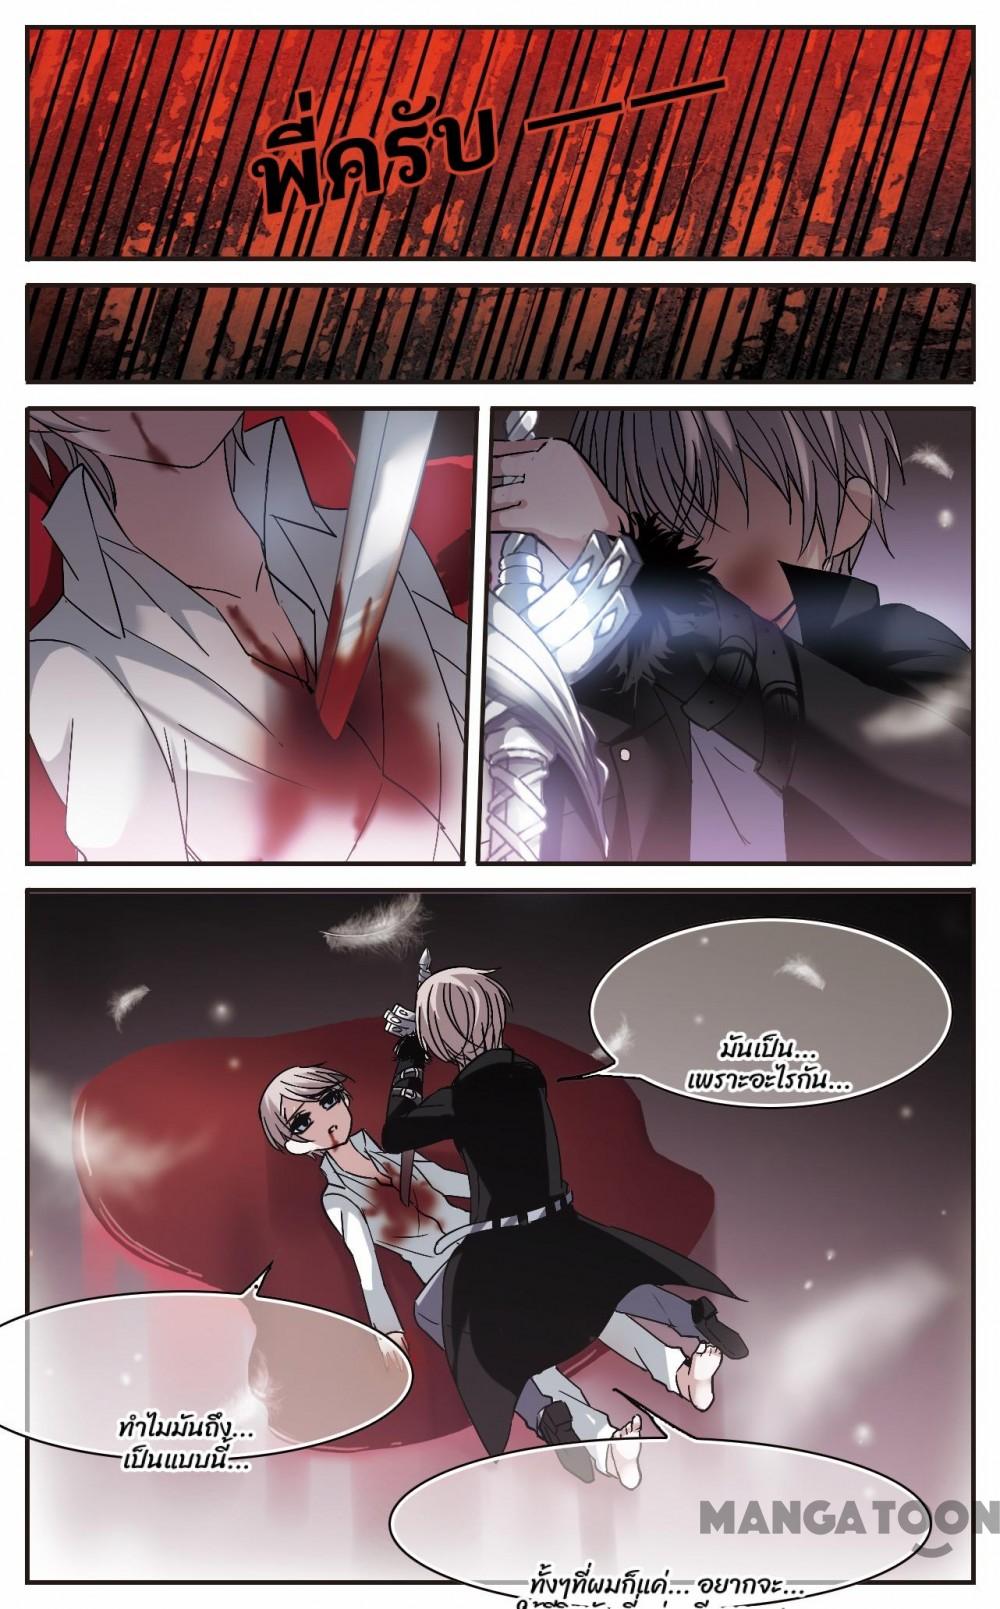 พี่ครับ ——
มันเป็น...
เพราะอะไรกัน...
ทำไมมันถึง...
เป็นแบบนี้...
ทั้งๆที่ผมก็แค่... อยากจะ...
MANGATOON